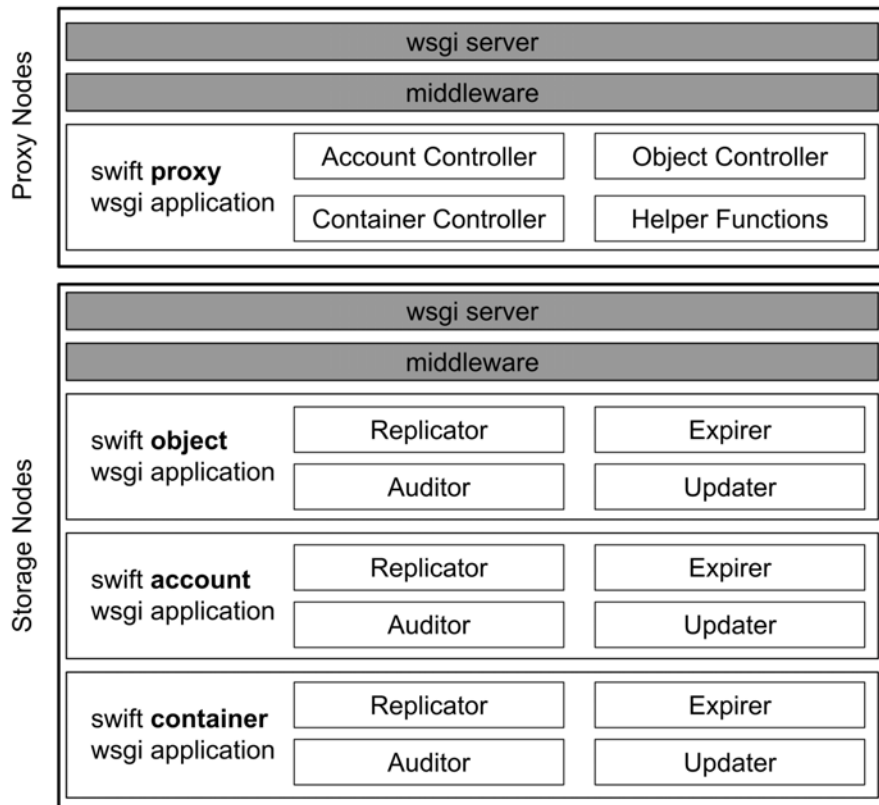 Proxy Nodes
wsgi server
middleware
swift proxy
wsgi application
Account Controller
Object Controller
Container Controller
Helper Functions
Storage Nodes
wsgi server
middleware
swift object
wsgi application
Replicator
Expirer
Auditor
Updater
swift account
wsgi application
Replicator
Expirer
Auditor
Updater
swift container
wsgi application
Replicator
Expirer
Auditor
Updater